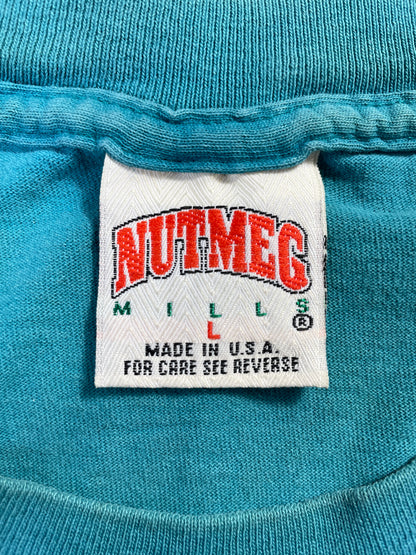 NUTMEG
MILLS®
L
MADE IN U.S.A.
FOR CARE SEE REVERSE